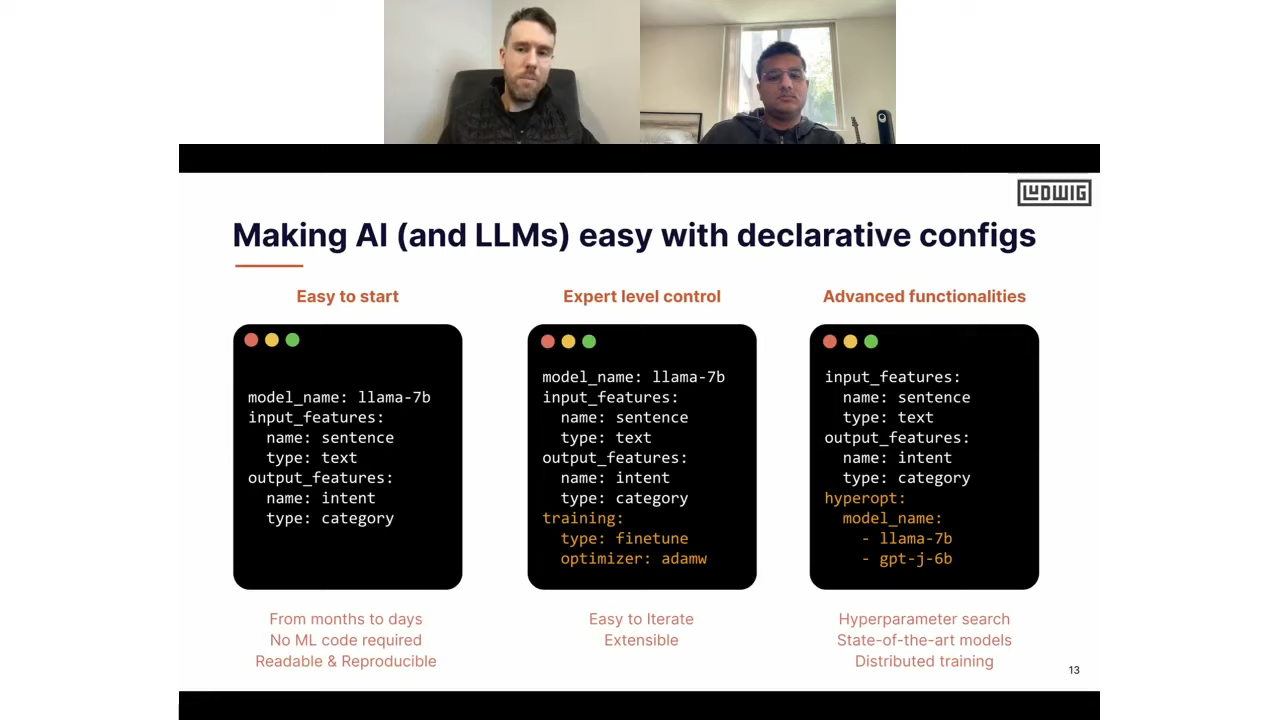 LUDWIG
Making AI (and LLMs) easy with declarative configs
Easy to start
model_name: llama-7b
input_features:
  name: sentence
  type: text
output_features:
  name: intent
  type: category
From months to days
No ML code required
Readable & Reproducible
Expert level control
model_name: llama-7b
input_features:
  name: sentence
  type: text
output_features:
  name: intent
  type: category
training:
  type: finetune
  optimizer: adamw
Easy to Iterate
Extensible
Advanced functionalities
input_features:
  name: sentence
  type: text
output_features:
  name: intent
  type: category
hyperopt:
  model_name:
    - llama-7b
    - gpt-j-6b
Hyperparameter search
State-of-the-art models
Distributed training
13